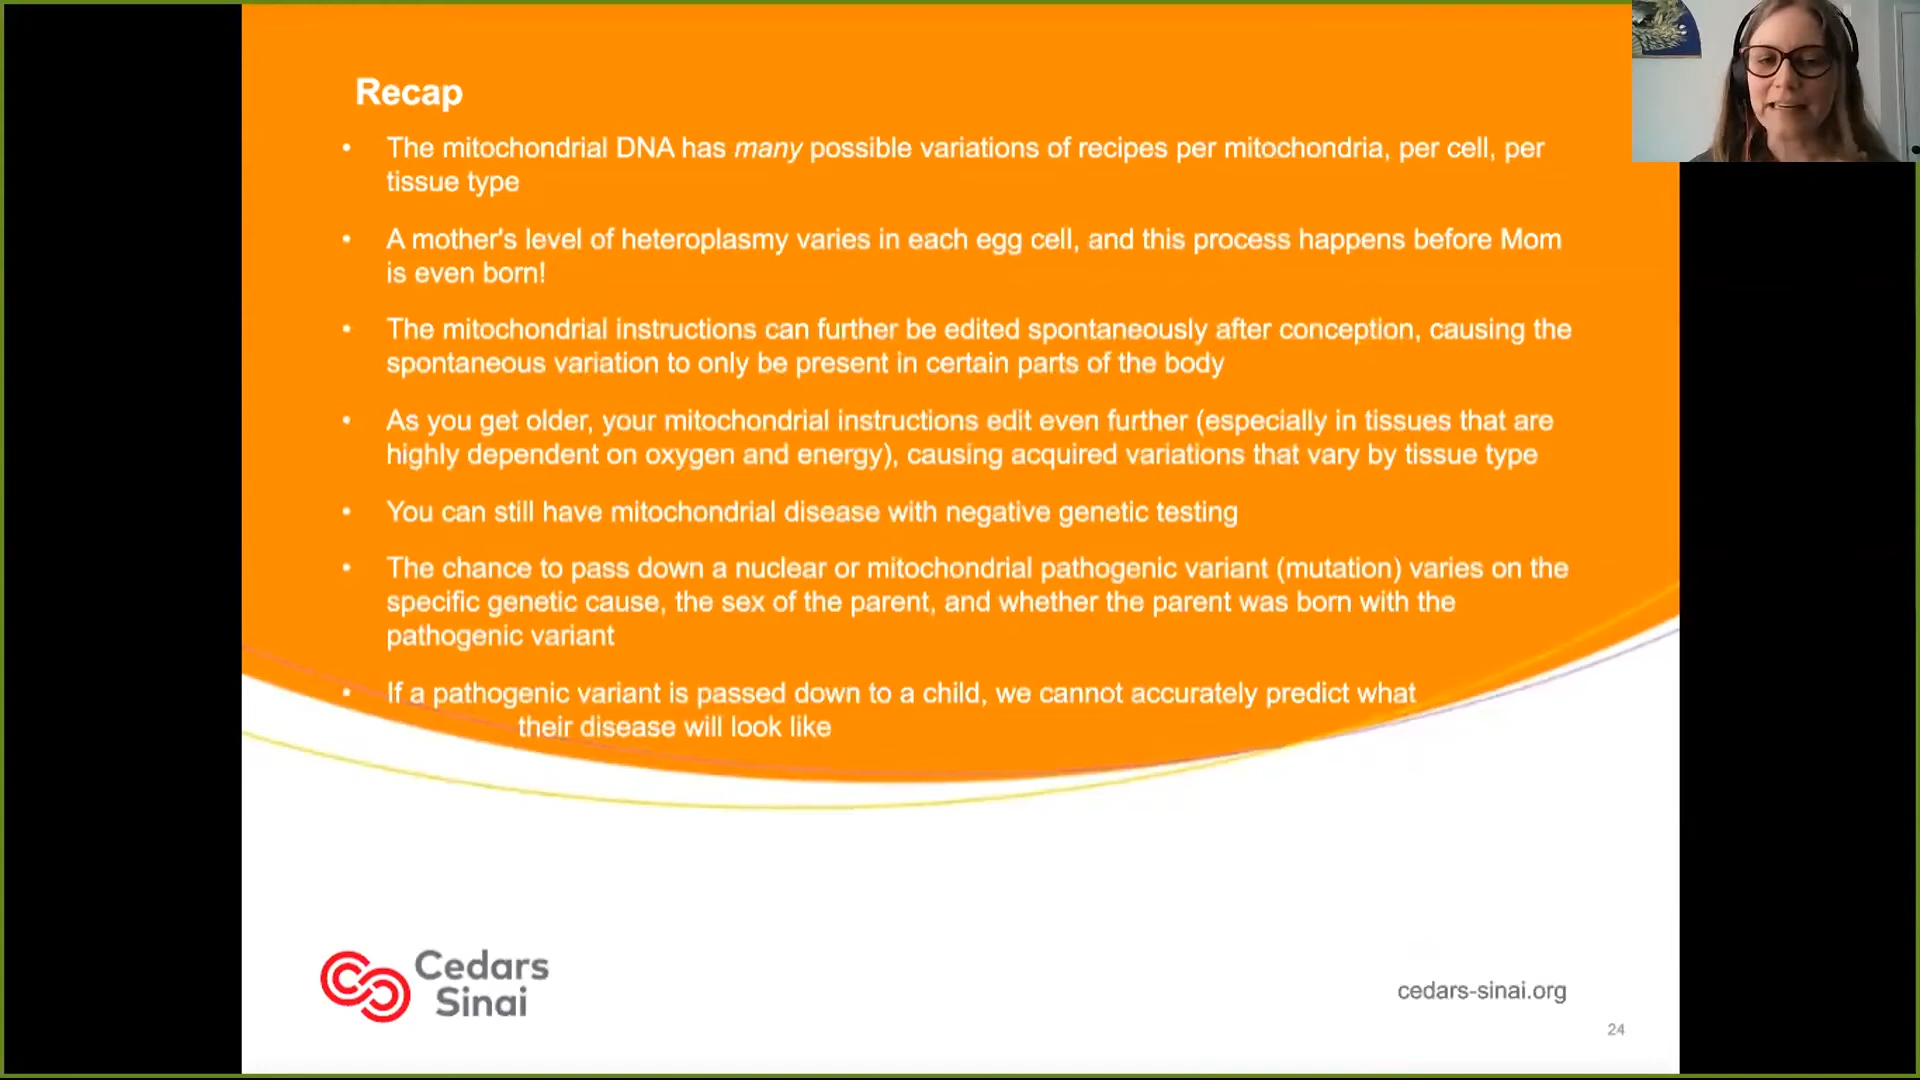 Recap
• The mitochondrial DNA has many possible variations of recipes per mitochondria, per cell, per
tissue type
• A mother's level of heteroplasmy varies in each egg cell, and this process happens before Mom
is even born!
• The mitochondrial instructions can further be edited spontaneously after conception, causing the
spontaneous variation to only be present in certain parts of the body
• As you get older, your mitochondrial instructions edit even further (especially in tissues that are
highly dependent on oxygen and energy), causing acquired variations that vary by tissue type
• You can still have mitochondrial disease with negative genetic testing
• The chance to pass down a nuclear or mitochondrial pathogenic variant (mutation) varies on the
specific genetic cause, the sex of the parent, and whether the parent was born with the
pathogenic variant
• If a pathogenic variant is passed down to a child, we cannot accurately predict what
their disease will look like
Cedars
Sinai
cedars-sinai.org
24